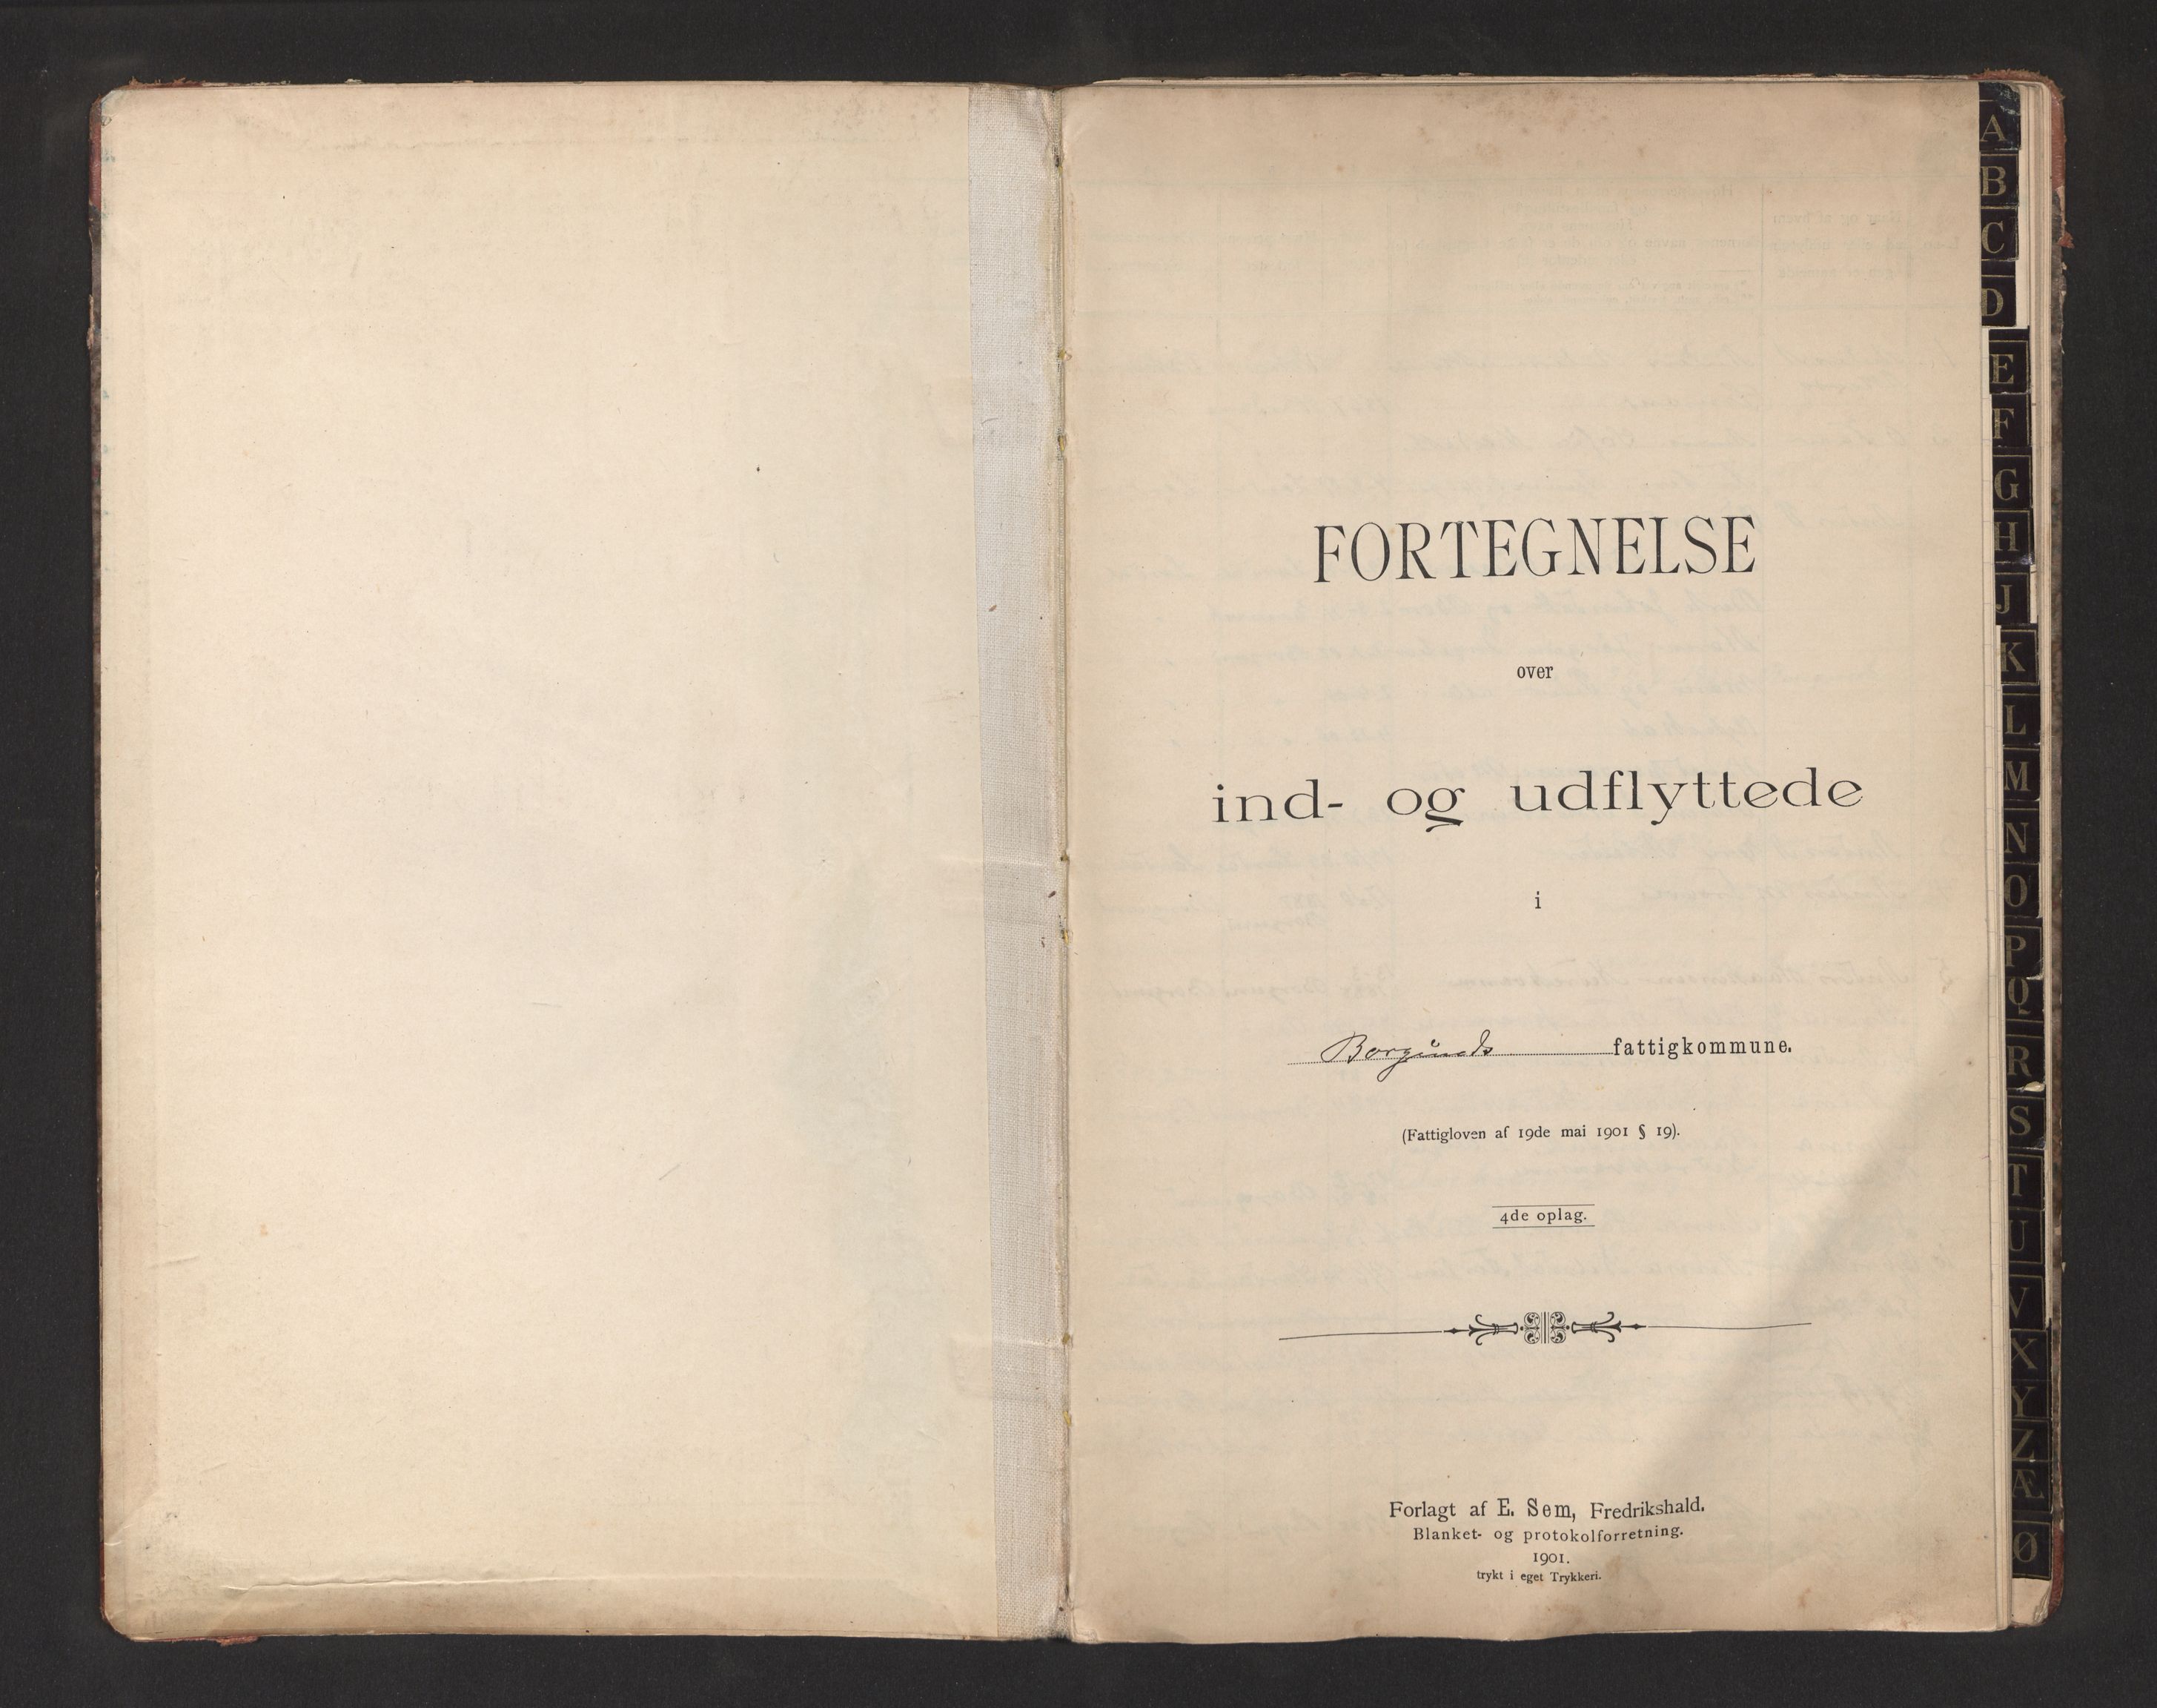 FORTEGNELSE
over
ind- og udflyttede
i
Borgunds fattigkommune.
(Fattigloven af 19de mai 1901 § 19).
4de oplag.
Forlagt af E. Sem, Fredrikshald.
Blanket- og protokolforretning.
1901.
trykt i eget Trykkeri.
A
B
C
D
E
F
G
H
J
K
L
M
N
O
P
Q
R
S
T
U
V
X
Y
Z
Æ
Ø